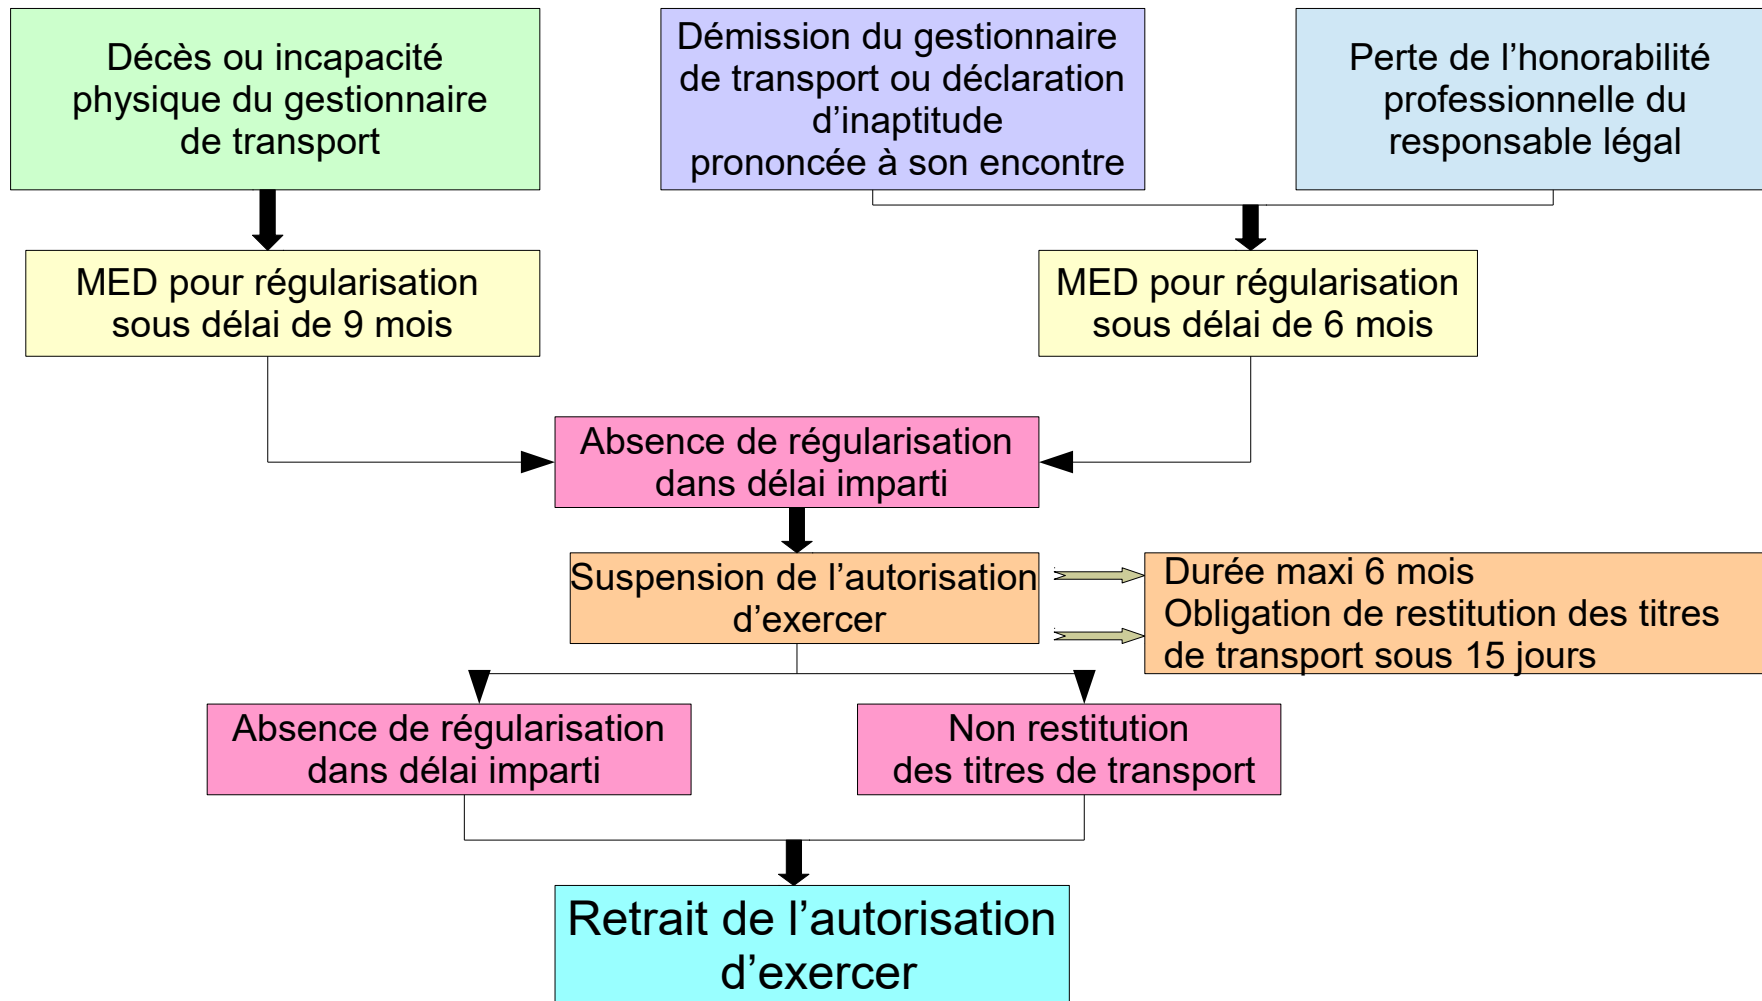 Décès ou incapacité
physique du gestionnaire
de transport
Démission du gestionnaire
de transport ou déclaration
d’inaptitude
prononcée à son encontre
Perte de l’honorabilité
professionnelle du
responsable légal
MED pour régularisation
sous délai de 9 mois
MED pour régularisation
sous délai de 6 mois
Absence de régularisation
dans délai imparti
Suspension de l’autorisation
d’exercer
Durée maxi 6 mois
Obligation de restitution des titres
de transport sous 15 jours
Absence de régularisation
dans délai imparti
Non restitution
des titres de transport
Retrait de l’autorisation
d’exercer